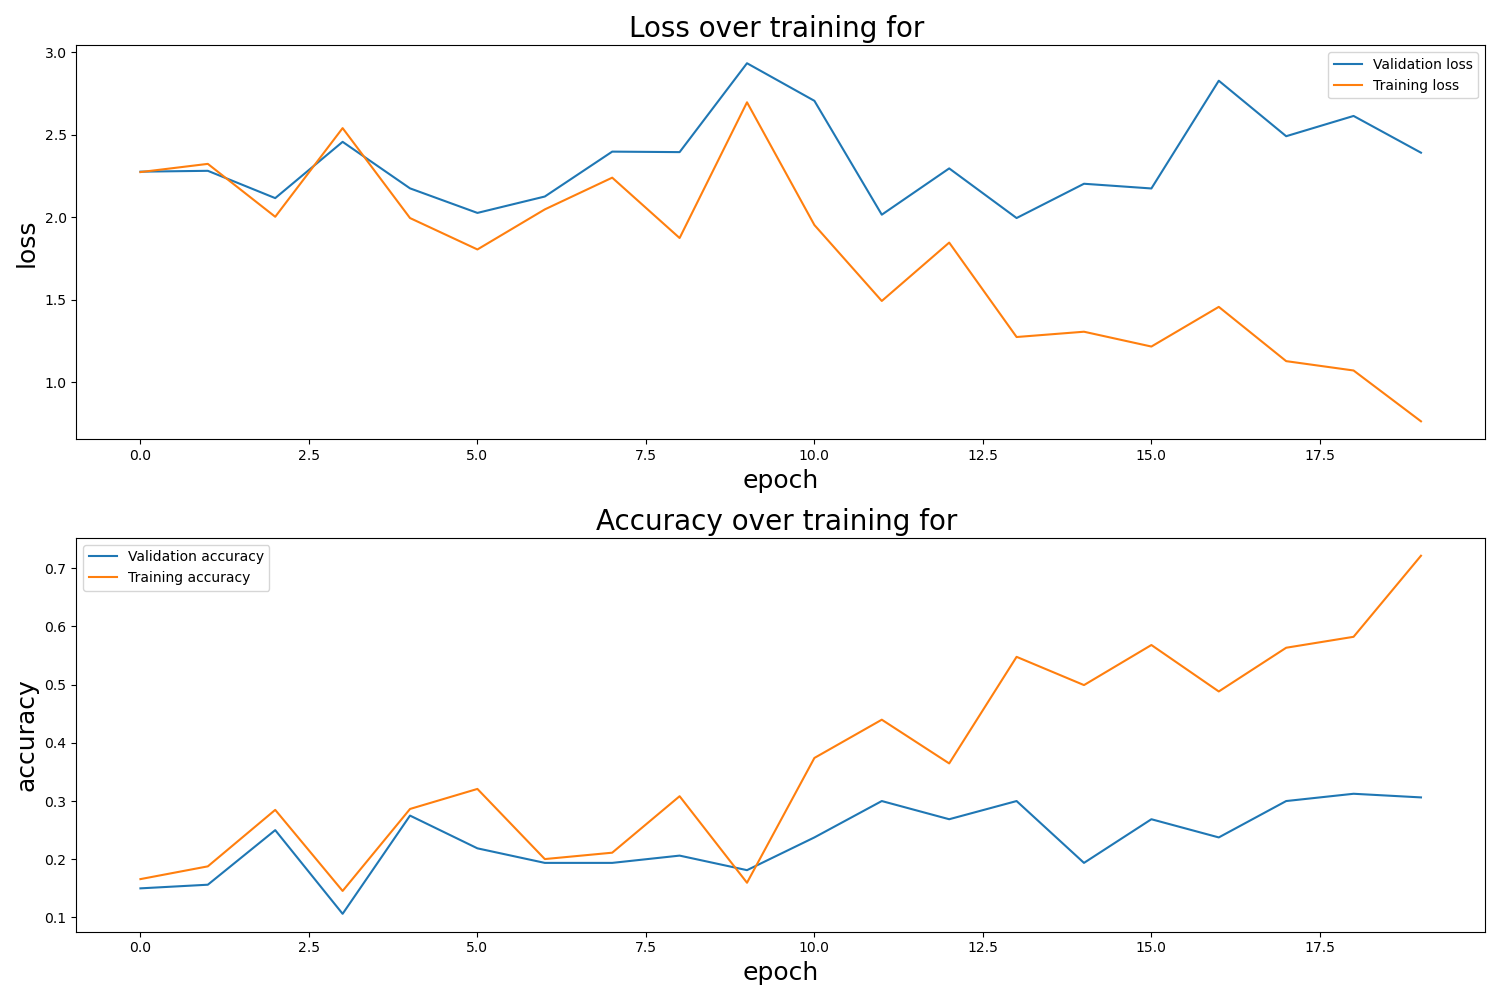 Loss over training for
3.0
2.5
2.0
1.5
1.0
loss
Validation loss
Training loss
0.0 2.5 5.0 7.5 10.0 12.5 15.0 17.5
epoch
Accuracy over training for
0.7
0.6
0.5
0.4
0.3
0.2
0.1
accuracy
Validation accuracy
Training accuracy
0.0 2.5 5.0 7.5 10.0 12.5 15.0 17.5
epoch